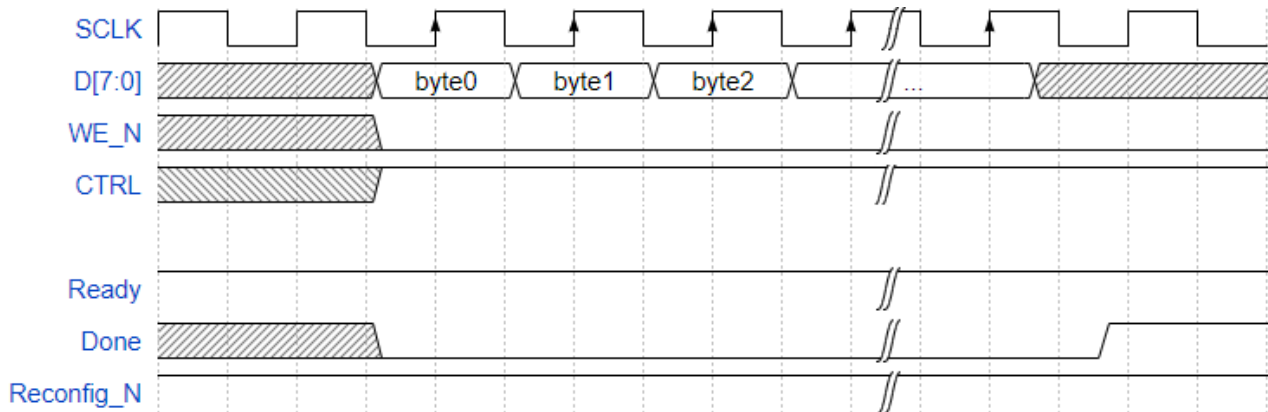 SCLK
D[7:0] byte0 byte1 byte2 ...
WE_N
CTRL
Ready
Done
Reconfig_N